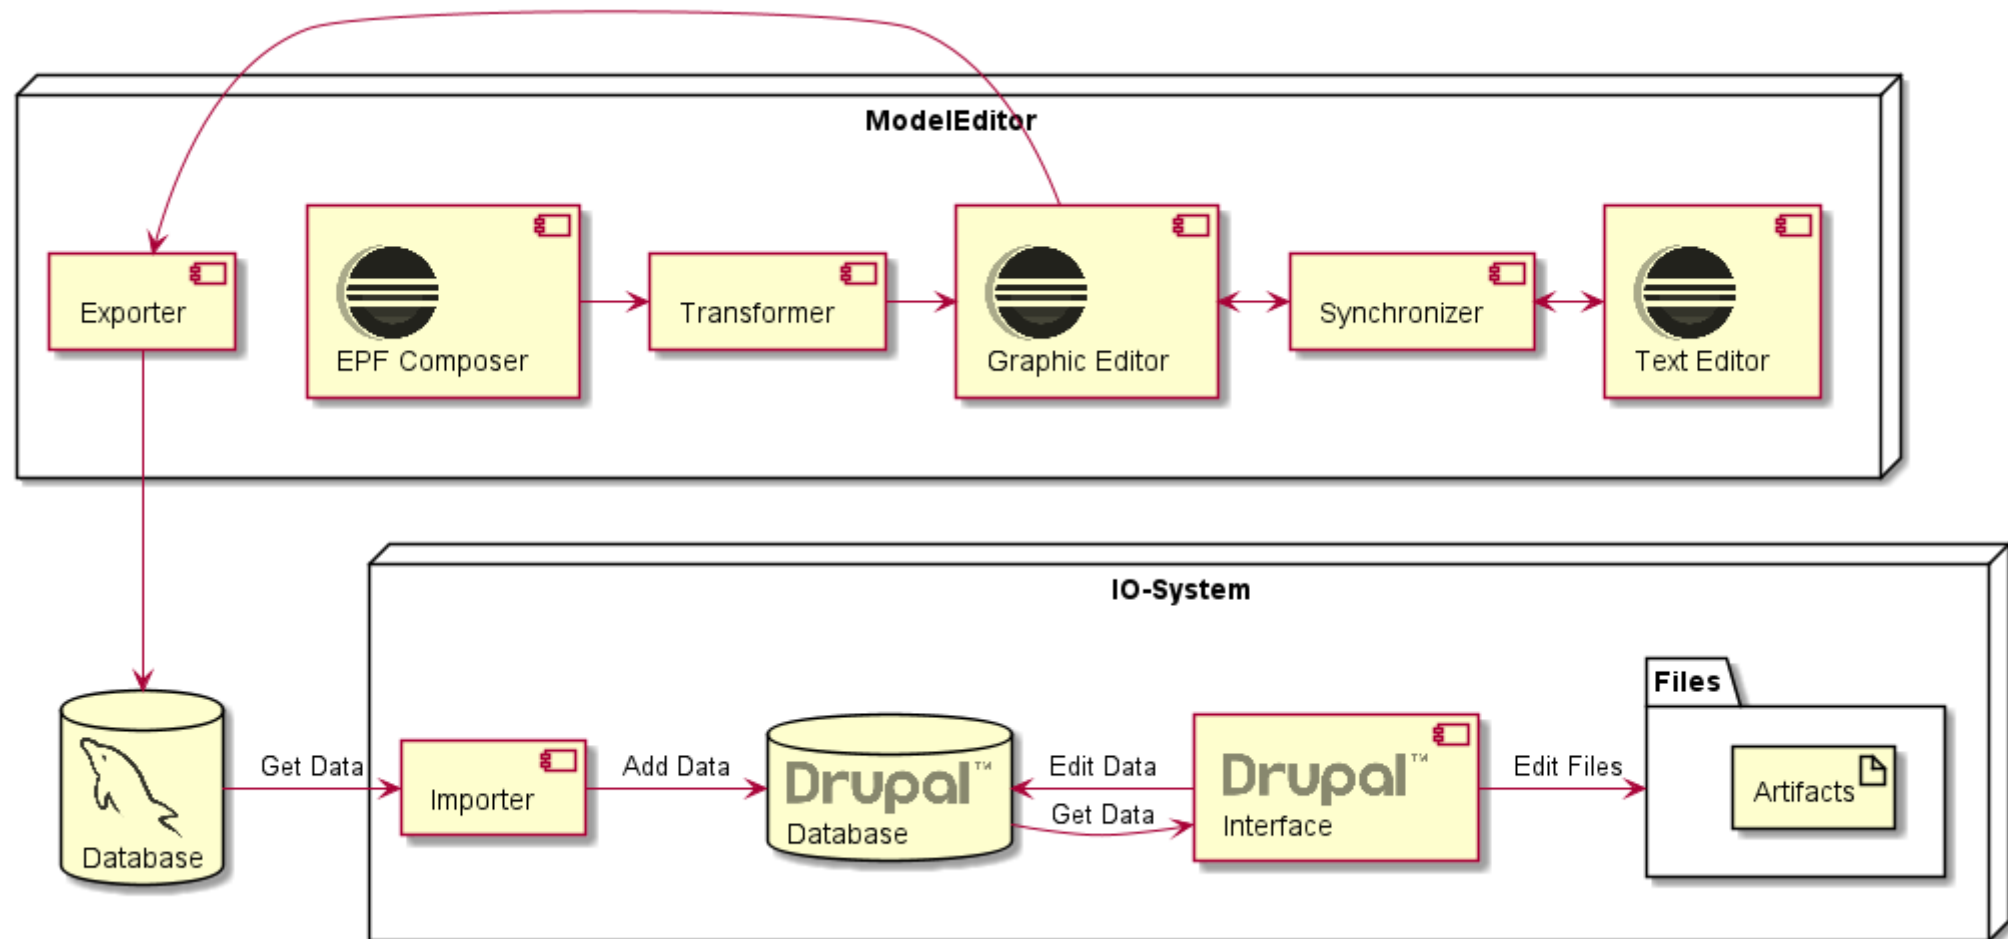 ModelEditor
Exporter
EPF Composer
Transformer
Graphic Editor
Synchronizer
Text Editor
IO-System
Files
Database
Get Data
Importer
Add Data
Drupal™
Database
Edit Data
Get Data
Drupal™
Interface
Edit Files
Artifacts